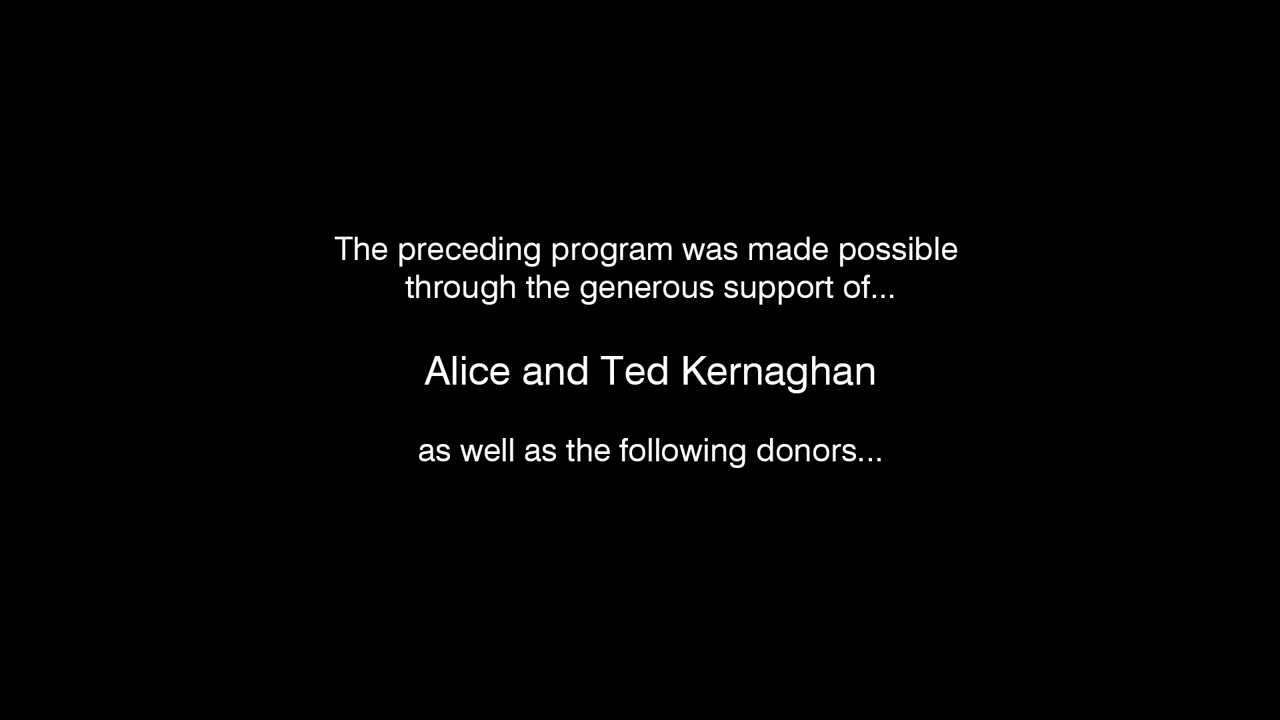 The preceding program was made possible
through the generous support of...
Alice and Ted Kernaghan
as well as the following donors...